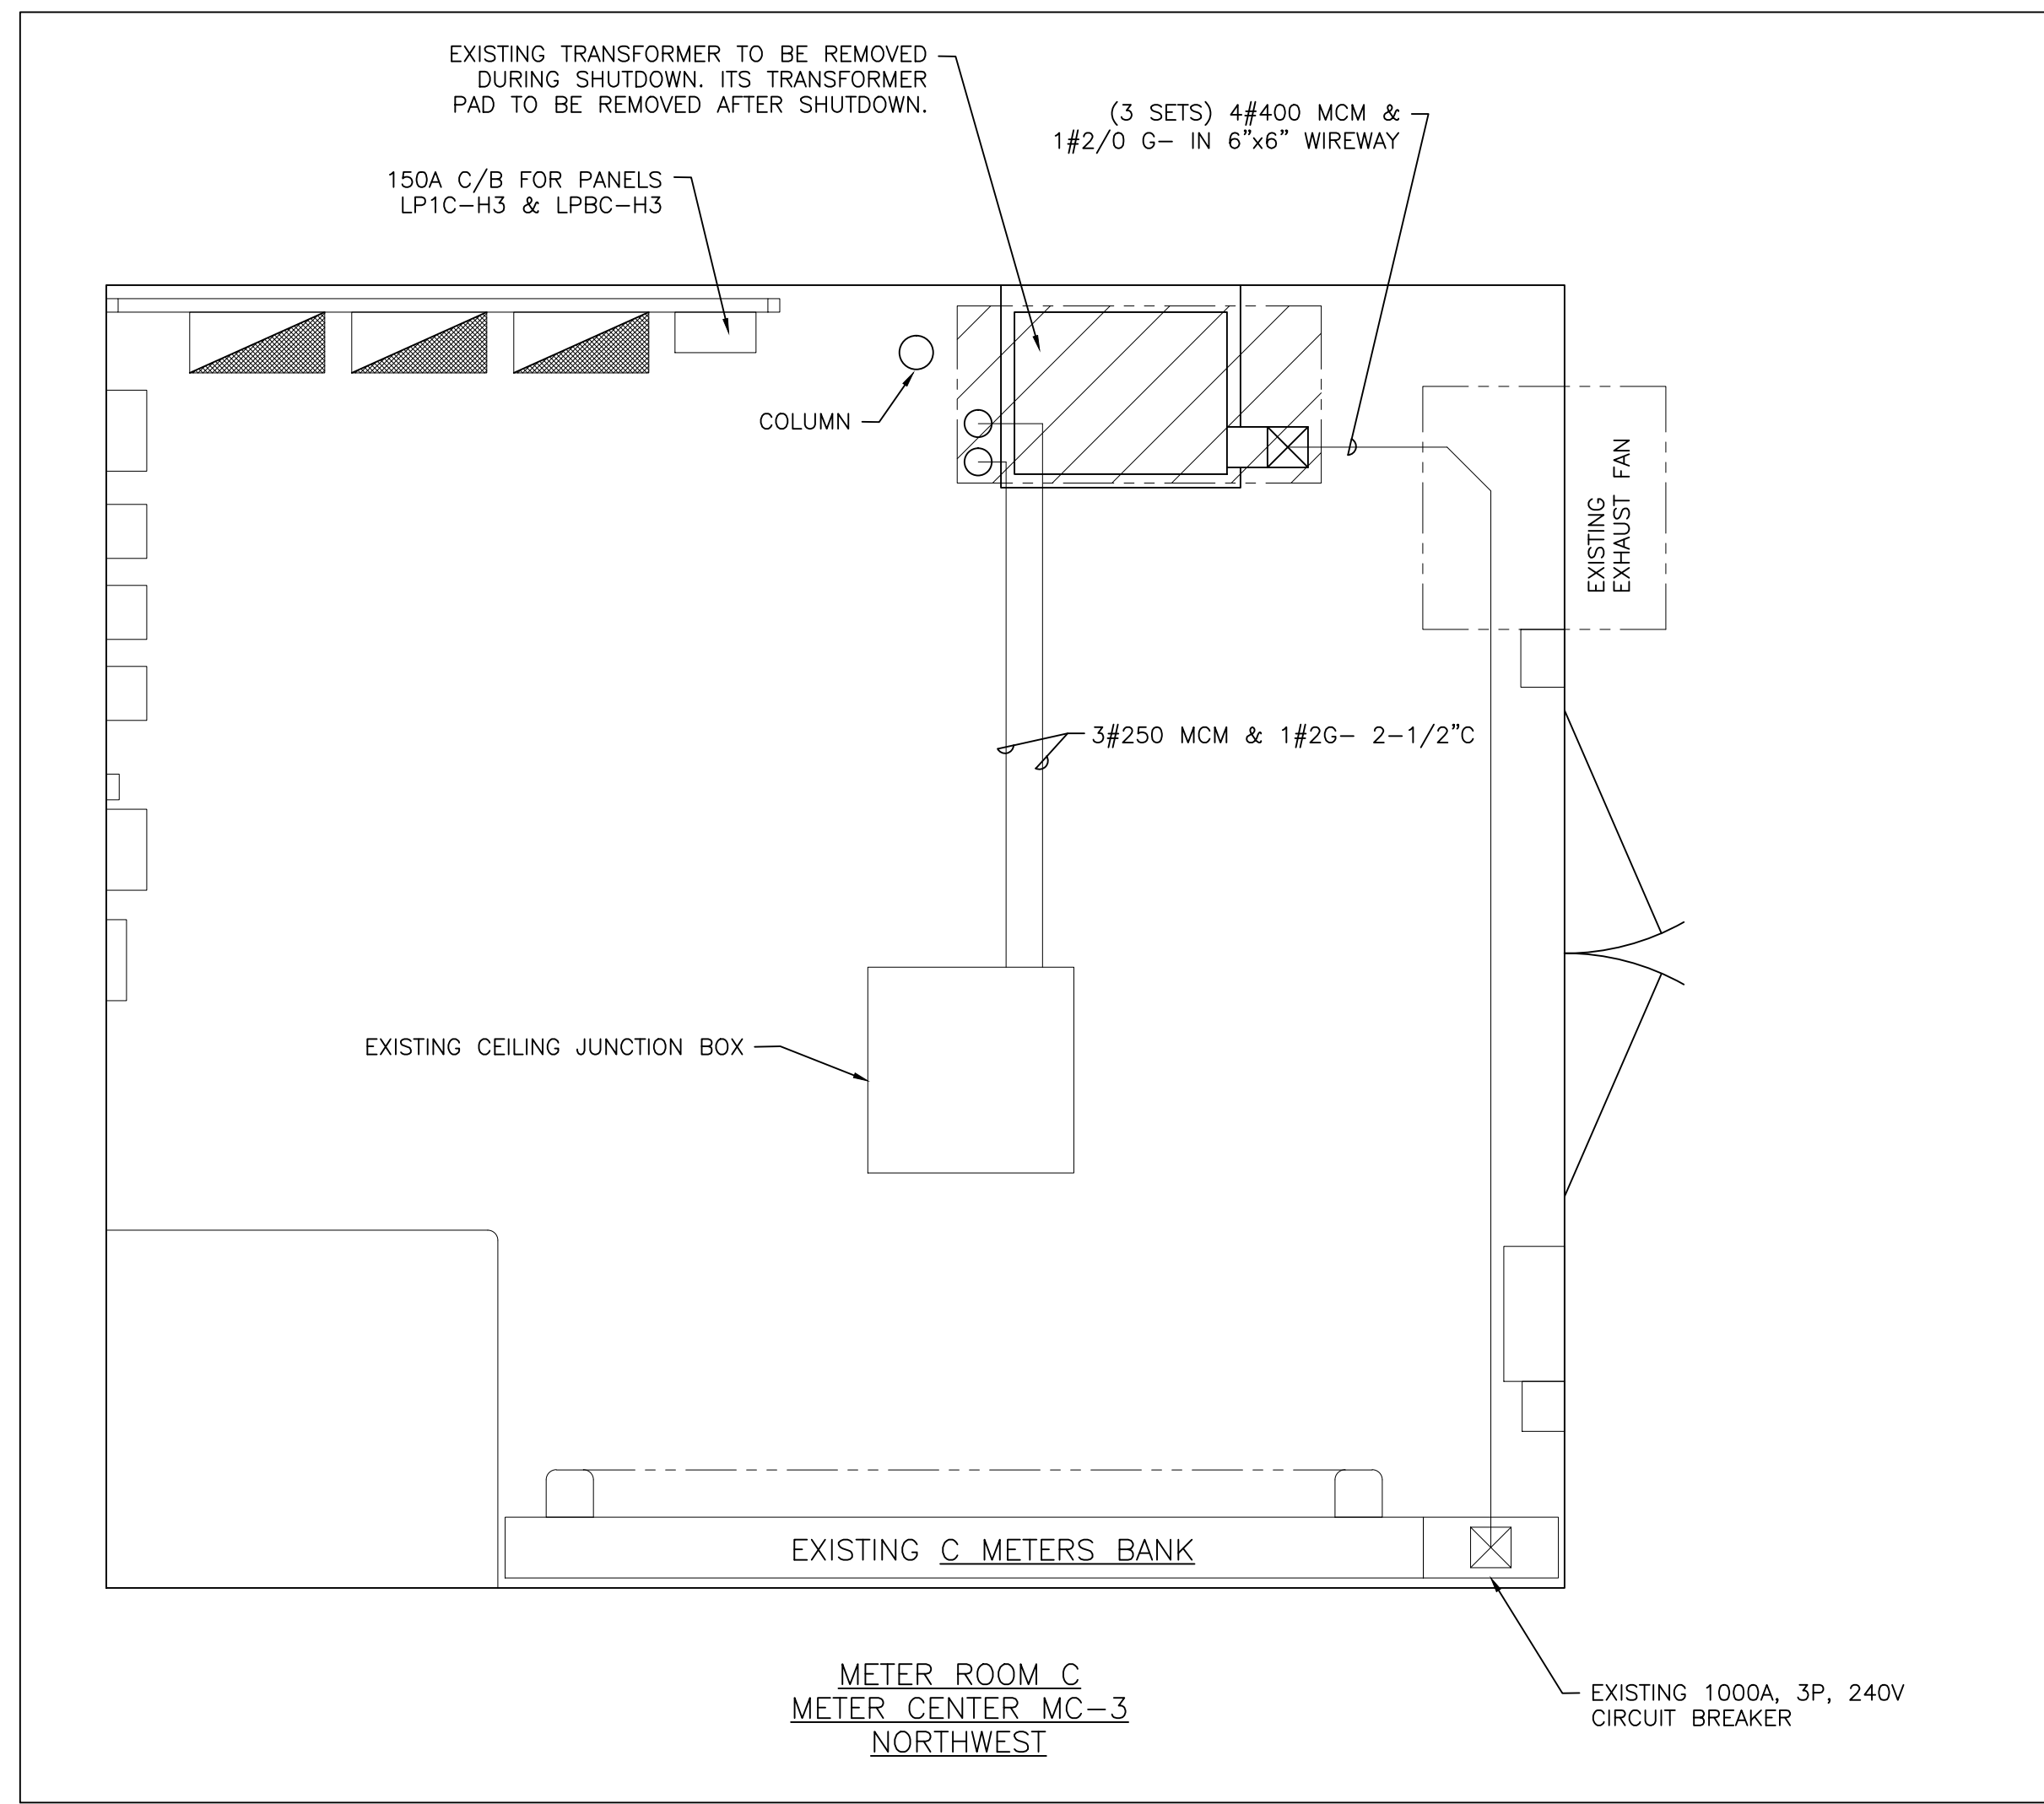 EXISTING TRANSFORMER TO BE REMOVED
DURING SHUTDOWN. ITS TRANSFORMER
PAD TO BE REMOVED AFTER SHUTDOWN.
(3 SETS) 4#400 MCM &
1#2/0 G- IN 6"x6" WIREWAY
150A C/B FOR PANELS
LP1C-H3 & LPBC-H3
COLUMN
EXISTING
EXHAUST FAN
3#250 MCM & 1#2G- 2-1/2"C
EXISTING CEILING JUNCTION BOX
EXISTING C METERS BANK
METER ROOM C
METER CENTER MC-3
NORTHWEST
EXISTING 1000A, 3P, 240V
CIRCUIT BREAKER